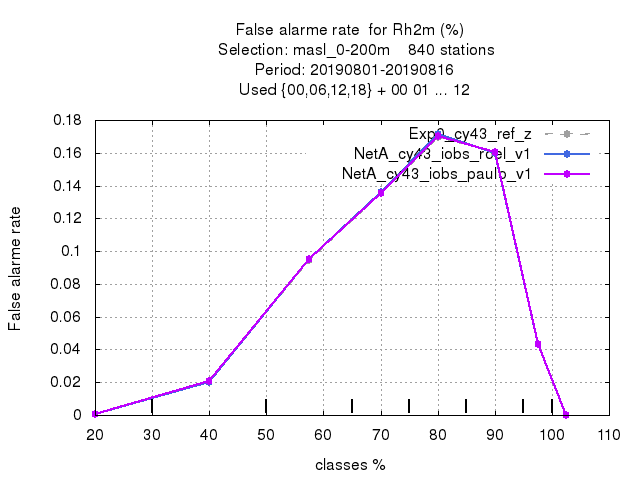 False alarme rate  for Rh2m (%)
Selection: masl_0-200m    840 stations
Period: 20190801-20190816
Used {00,06,12,18} + 00 01 ... 12
Exp0_cy43_ref_z
NetA_cy43_iobs_roel_v1
NetA_cy43_iobs_paulo_v1
False alarme rate
0.18
0.16
0.14
0.12
0.1
0.08
0.06
0.04
0.02
0
20 30 40 50 60 70 80 90 100 110
classes %